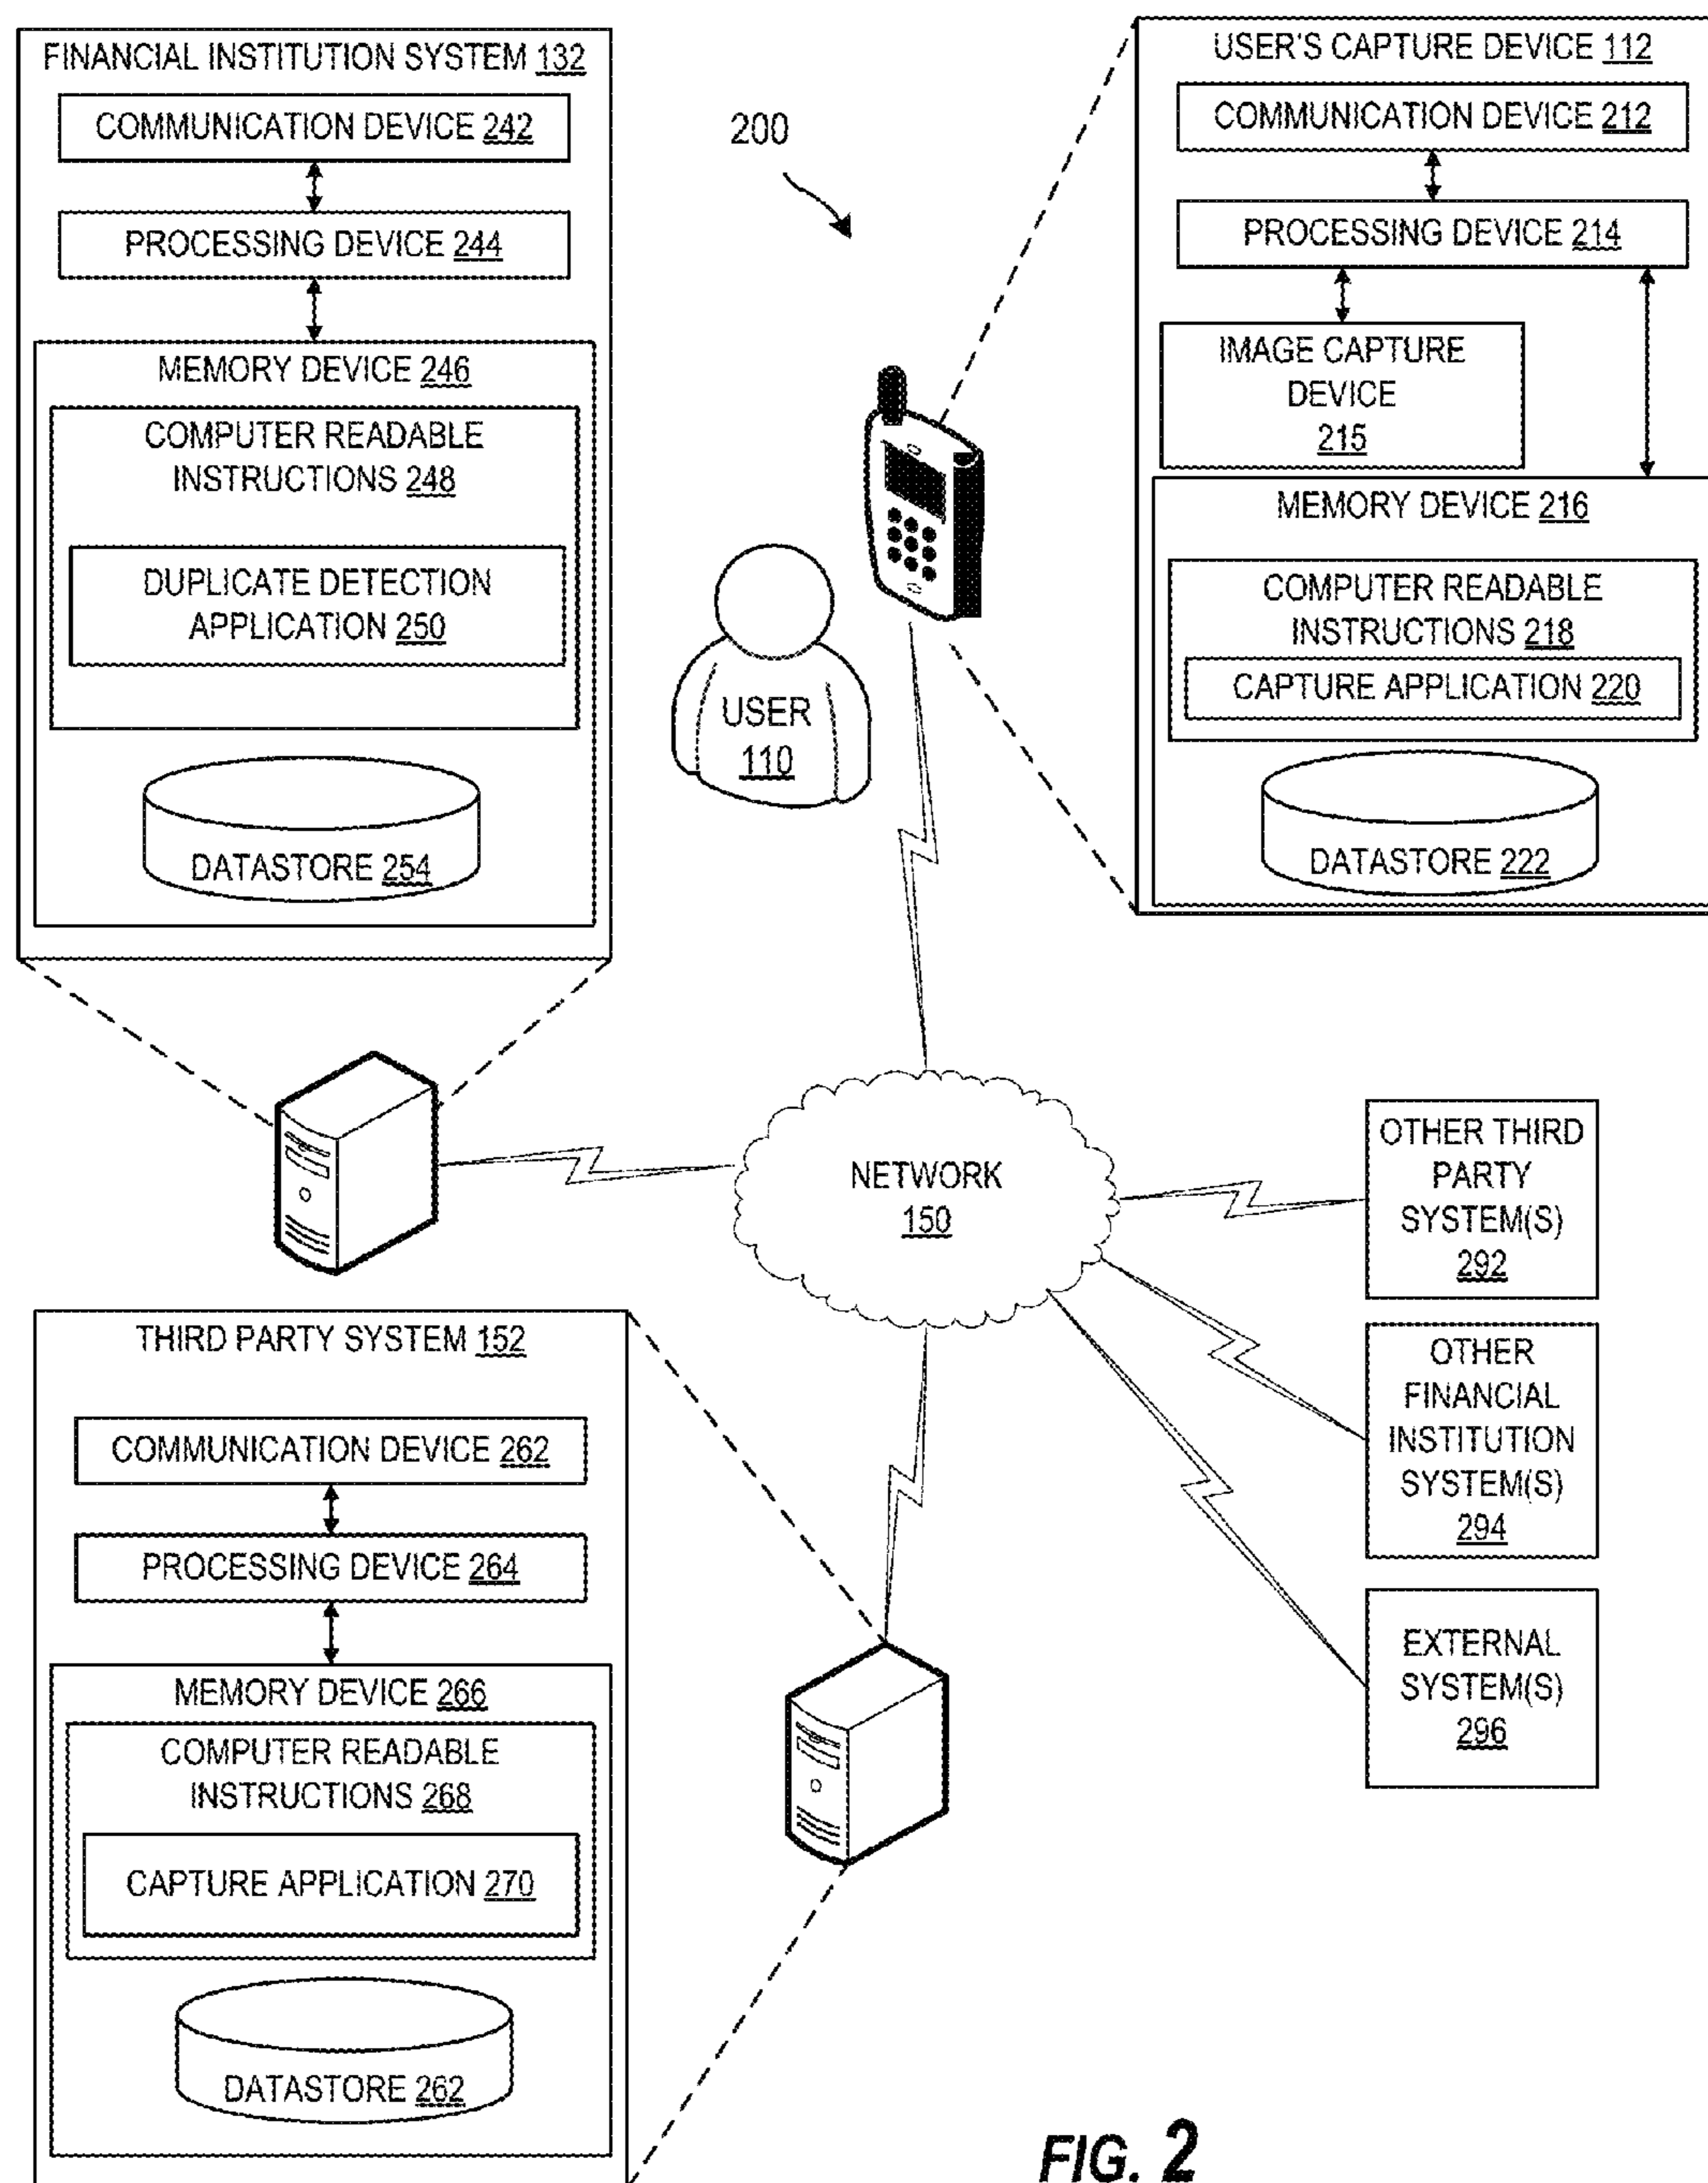 FINANCIAL INSTITUTION SYSTEM 132
COMMUNICATION DEVICE 242
PROCESSING DEVICE 244
MEMORY DEVICE 246
COMPUTER READABLE
INSTRUCTIONS 248
DUPLICATE DETECTION
APPLICATION 250
DATASTORE 254
200
USER
110
USER'S CAPTURE DEVICE 112
COMMUNICATION DEVICE 212
PROCESSING DEVICE 214
IMAGE CAPTURE
DEVICE
215
MEMORY DEVICE 216
COMPUTER READABLE
INSTRUCTIONS 218
CAPTURE APPLICATION 220
DATASTORE 222
NETWORK
150
OTHER THIRD
PARTY
SYSTEM(S)
292
OTHER
FINANCIAL
INSTITUTION
SYSTEM(S)
294
EXTERNAL
SYSTEM(S)
296
THIRD PARTY SYSTEM 152
COMMUNICATION DEVICE 262
PROCESSING DEVICE 264
MEMORY DEVICE 266
COMPUTER READABLE
INSTRUCTIONS 268
CAPTURE APPLICATION 270
DATASTORE 262
FIG. 2